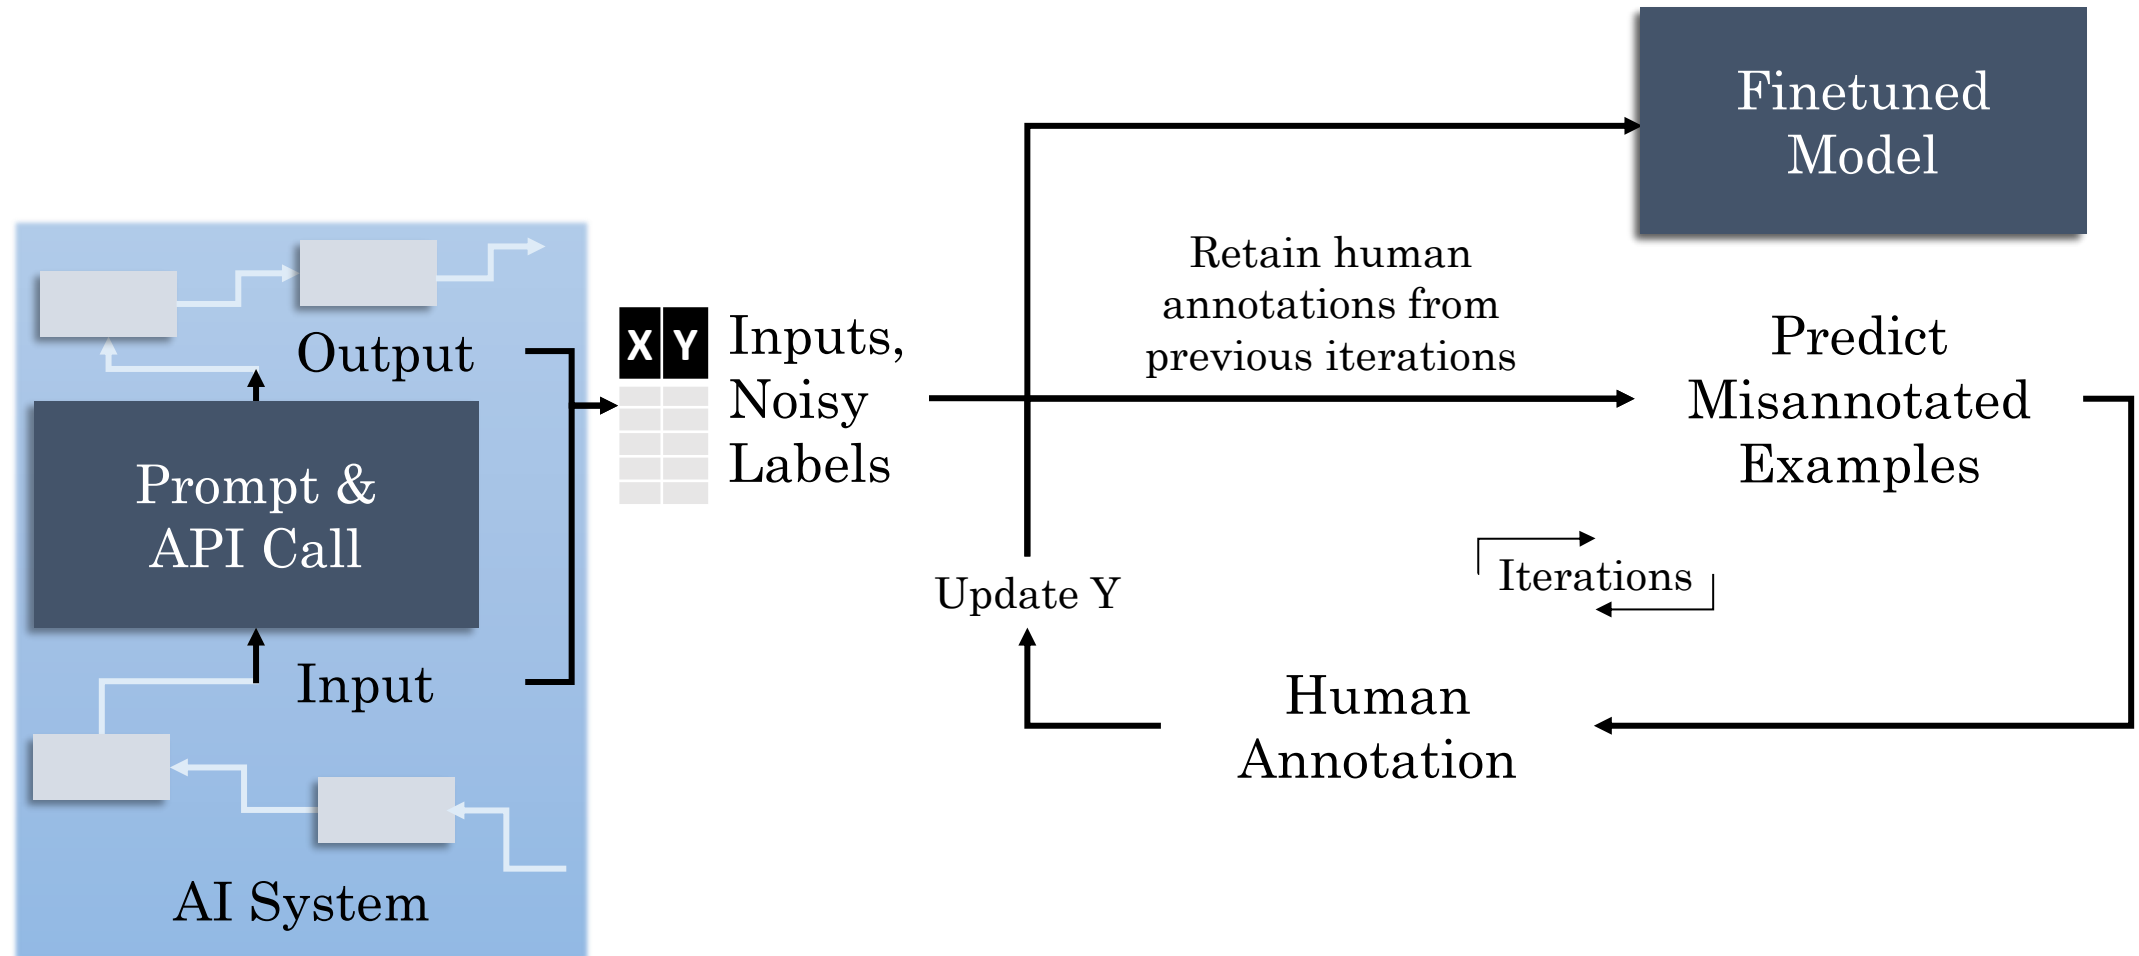 Finetuned
Model
Retain human
annotations from
previous iterations
Output
X Y
Inputs,
Noisy
Labels
Predict
Misannotated
Examples
Prompt &
API Call
Iterations
Update Y
Input
Human
Annotation
AI System